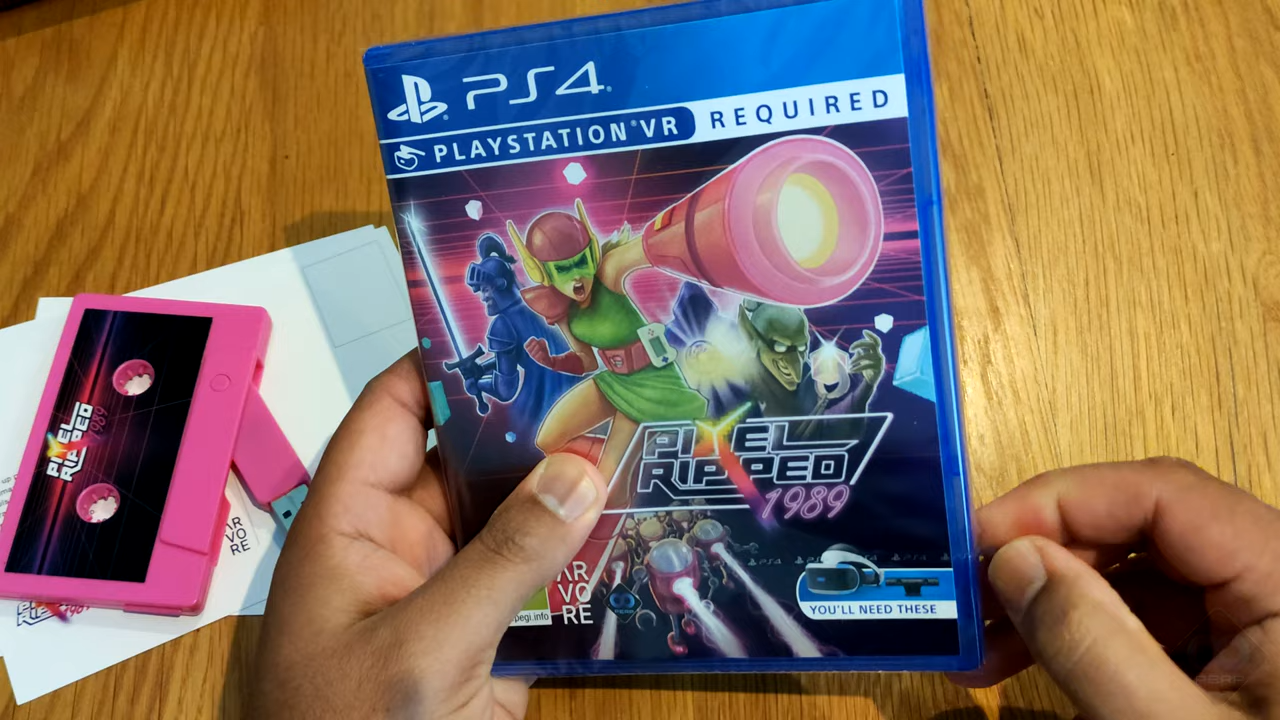 PS4
PLAYSTATION®VR REQUIRED
PIXEL
RIPPED
1989
AR
VO
RE
pegi.info
YOU'LL NEED THESE
PS4
PIXEL
RIPPED
1989
AR
VO
RE